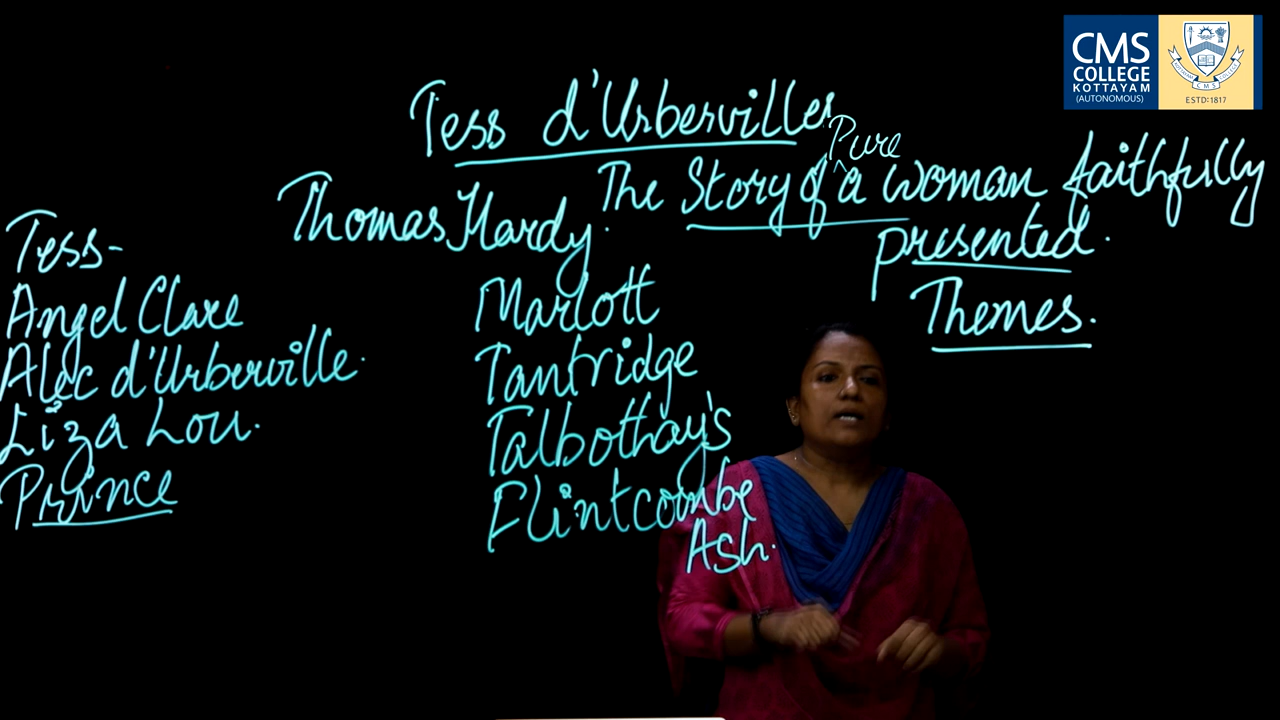 CMS
COLLEGE
KOTTAYAM
(AUTONOMOUS)
ESTD:1817
Tess d'Urbervilles
Thomas Hardy.
The Story of a Pure woman faithfully
presented.
Themes.
Tess-
Angel Clare
Alec d'Urberville.
Liza Lou.
Prince
Marlott
Tantridge
Talbothay's
Flintcombe
Ash.